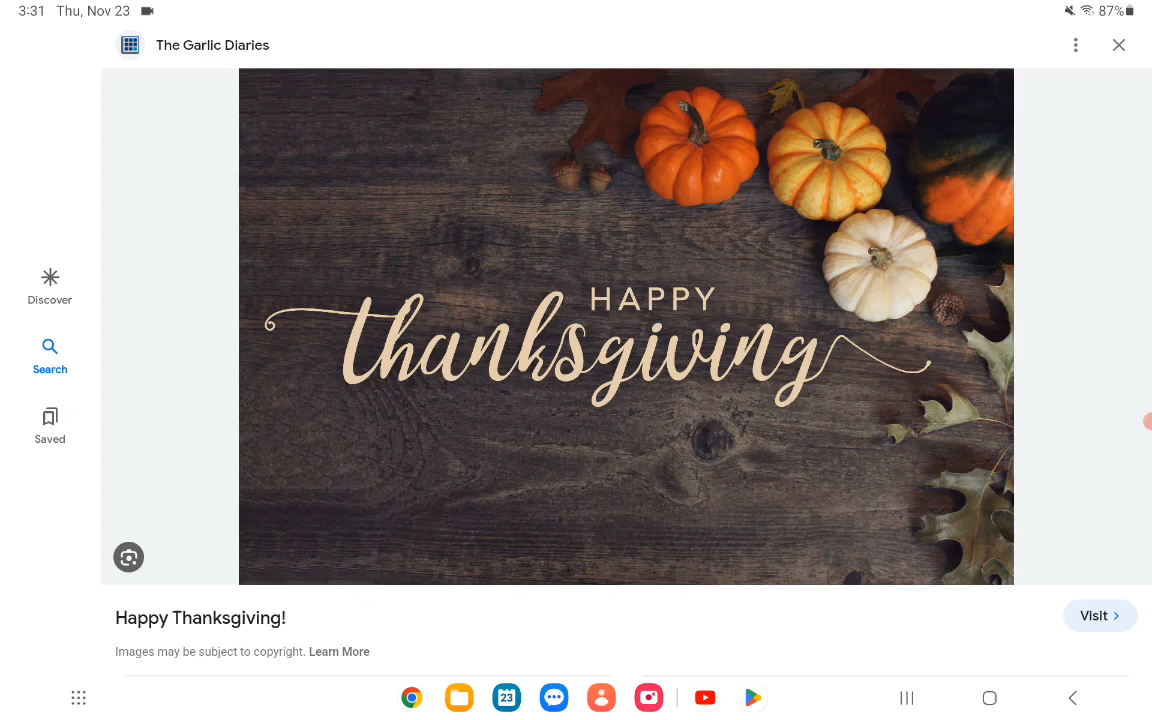 3:31 Thu, Nov 23 87%
The Garlic Diaries
HAPPY
thanksgiving
Discover
Search
Saved
Happy Thanksgiving!
Visit
Images may be subject to copyright. Learn More
23